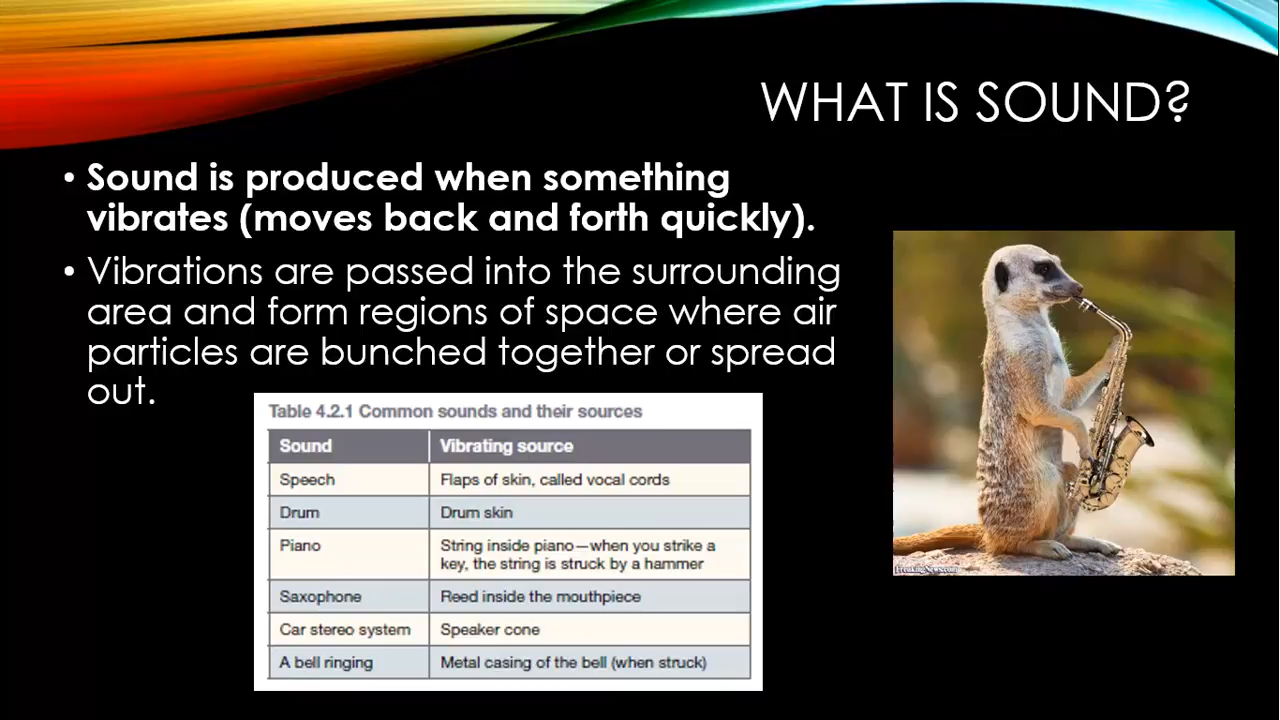 WHAT IS SOUND?
• Sound is produced when something
vibrates (moves back and forth quickly).
• Vibrations are passed into the surrounding
area and form regions of space where air
particles are bunched together or spread
out.
Table 4.2.1 Common sounds and their sources
Sound Vibrating source
Speech Flaps of skin, called vocal cords
Drum Drum skin
Piano String inside piano—when you strike a
key, the string is struck by a hammer
Saxophone Reed inside the mouthpiece
Car stereo system Speaker cone
A bell ringing Metal casing of the bell (when struck)
FreakingNews.com